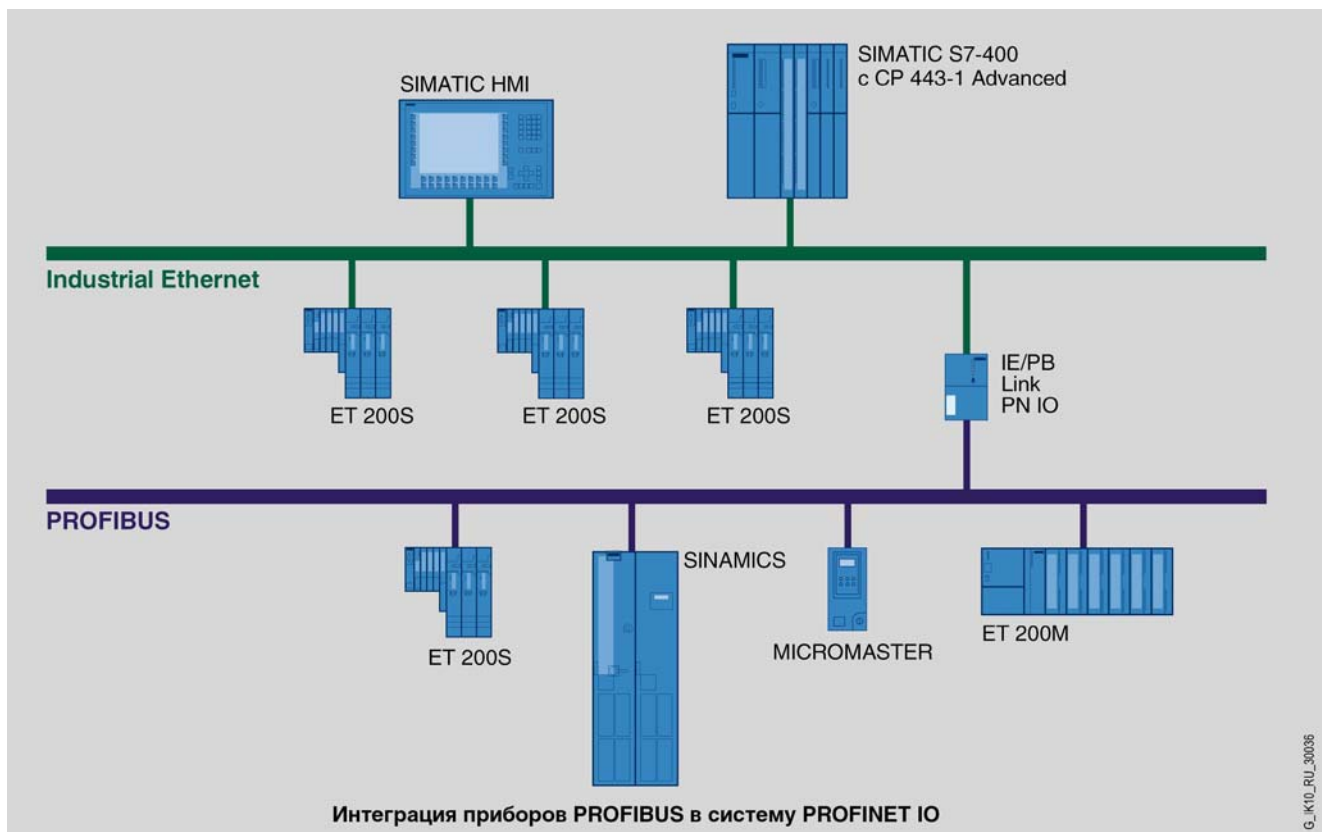 SIMATIC HMI
SIMATIC S7-400
с CP 443-1 Advanced
Industrial Ethernet
ET 200S
ET 200S
ET 200S
IE/PB
Link
PN IO
PROFIBUS
ET 200S
SINAMICS
MICROMASTER
ET 200M
Интеграция приборов PROFIBUS в систему PROFINET IO
G_IK10_RU_30036